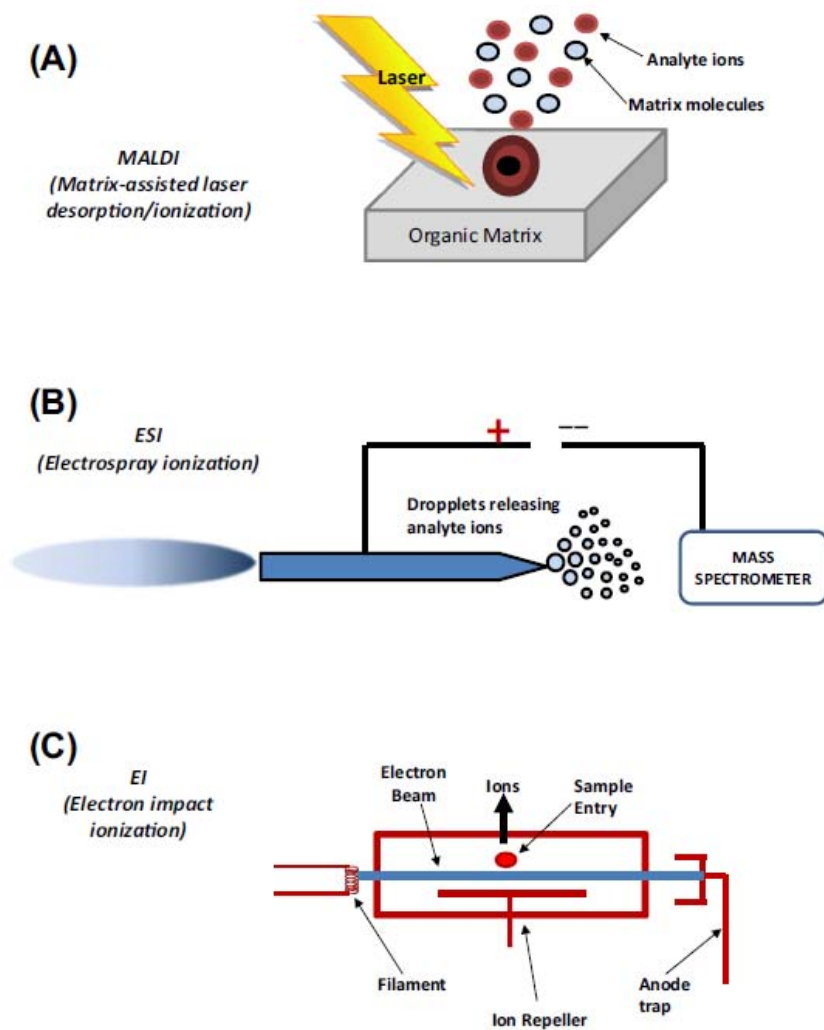 (A)
MALDI
(Matrix-assisted laser
desorption/ionization)
Laser
Analyte ions
Matrix molecules
Organic Matrix
(B)
ESI
(Electrospray ionization)
+
––
Dropplets releasing
analyte ions
MASS
SPECTROMETER
(C)
EI
(Electron impact
ionization)
Electron
Beam
Ions
Sample
Entry
Filament
Ion Repeller
Anode
trap